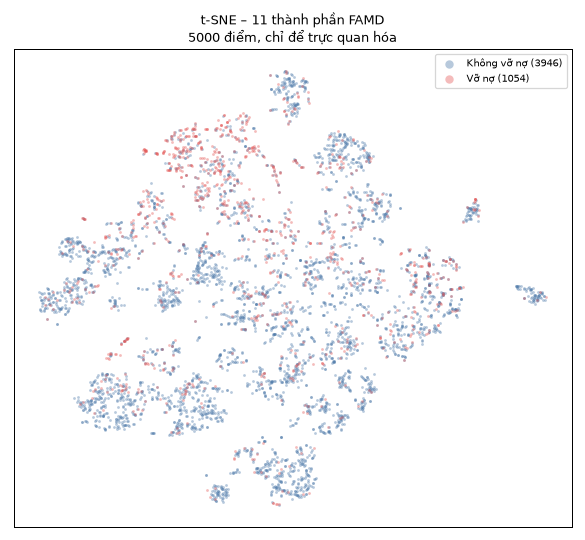 t-SNE – 11 thành phần FAMD
5000 điểm, chỉ để trực quan hóa
Không vỡ nợ (3946)
Vỡ nợ (1054)